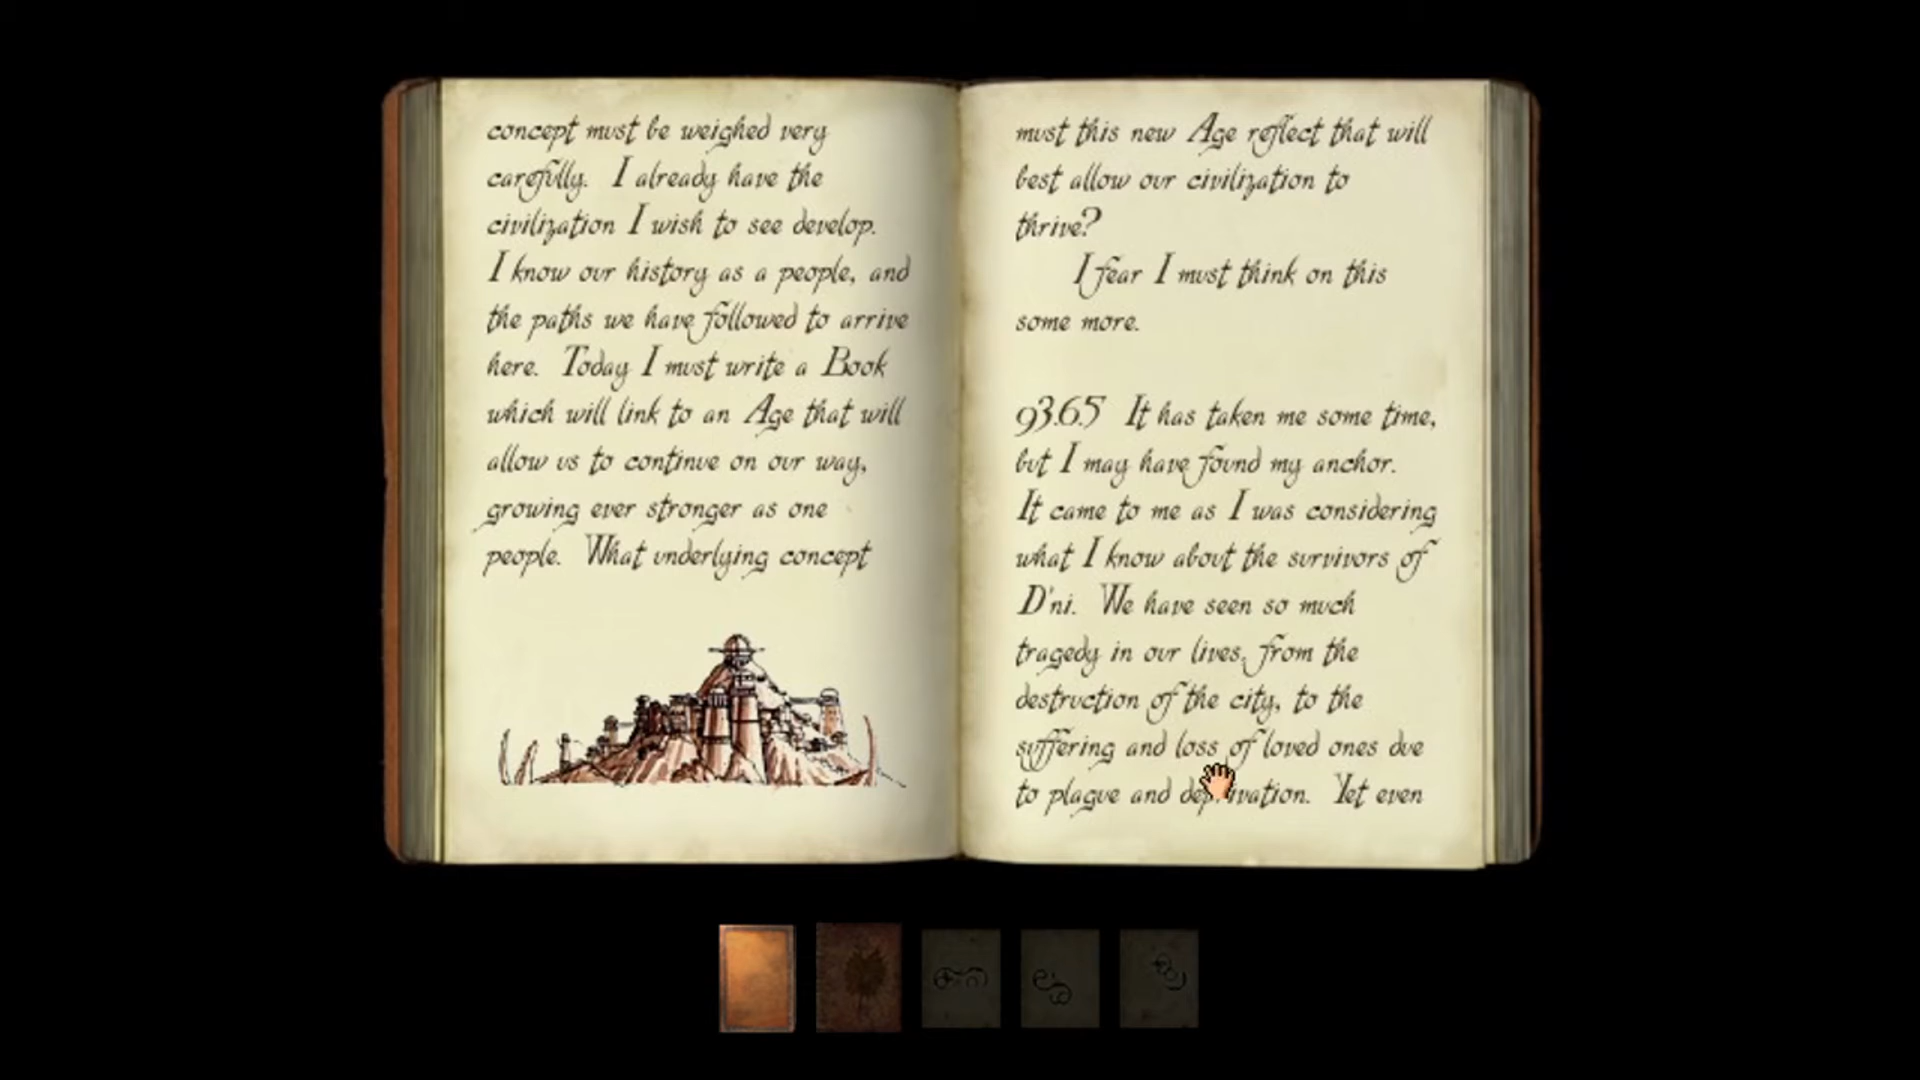 concept must be weighed very
carefully. I already have the
civilization I wish to see develop.
I know our history as a people, and
the paths we have followed to arrive
here. Today I must write a Book
which will link to an Age that will
allow us to continue on our way,
growing ever stronger as one
people. What underlying concept
must this new Age reflect that will
best allow our civilization to
thrive?
I fear I must think on this
some more.
93.6.5 It has taken me some time,
but I may have found my anchor.
It came to me as I was considering
what I know about the survivors of
D'ni. We have seen so much
tragedy in our lives, from the
destruction of the city, to the
suffering and loss of loved ones due
to plague and deprivation. Yet even